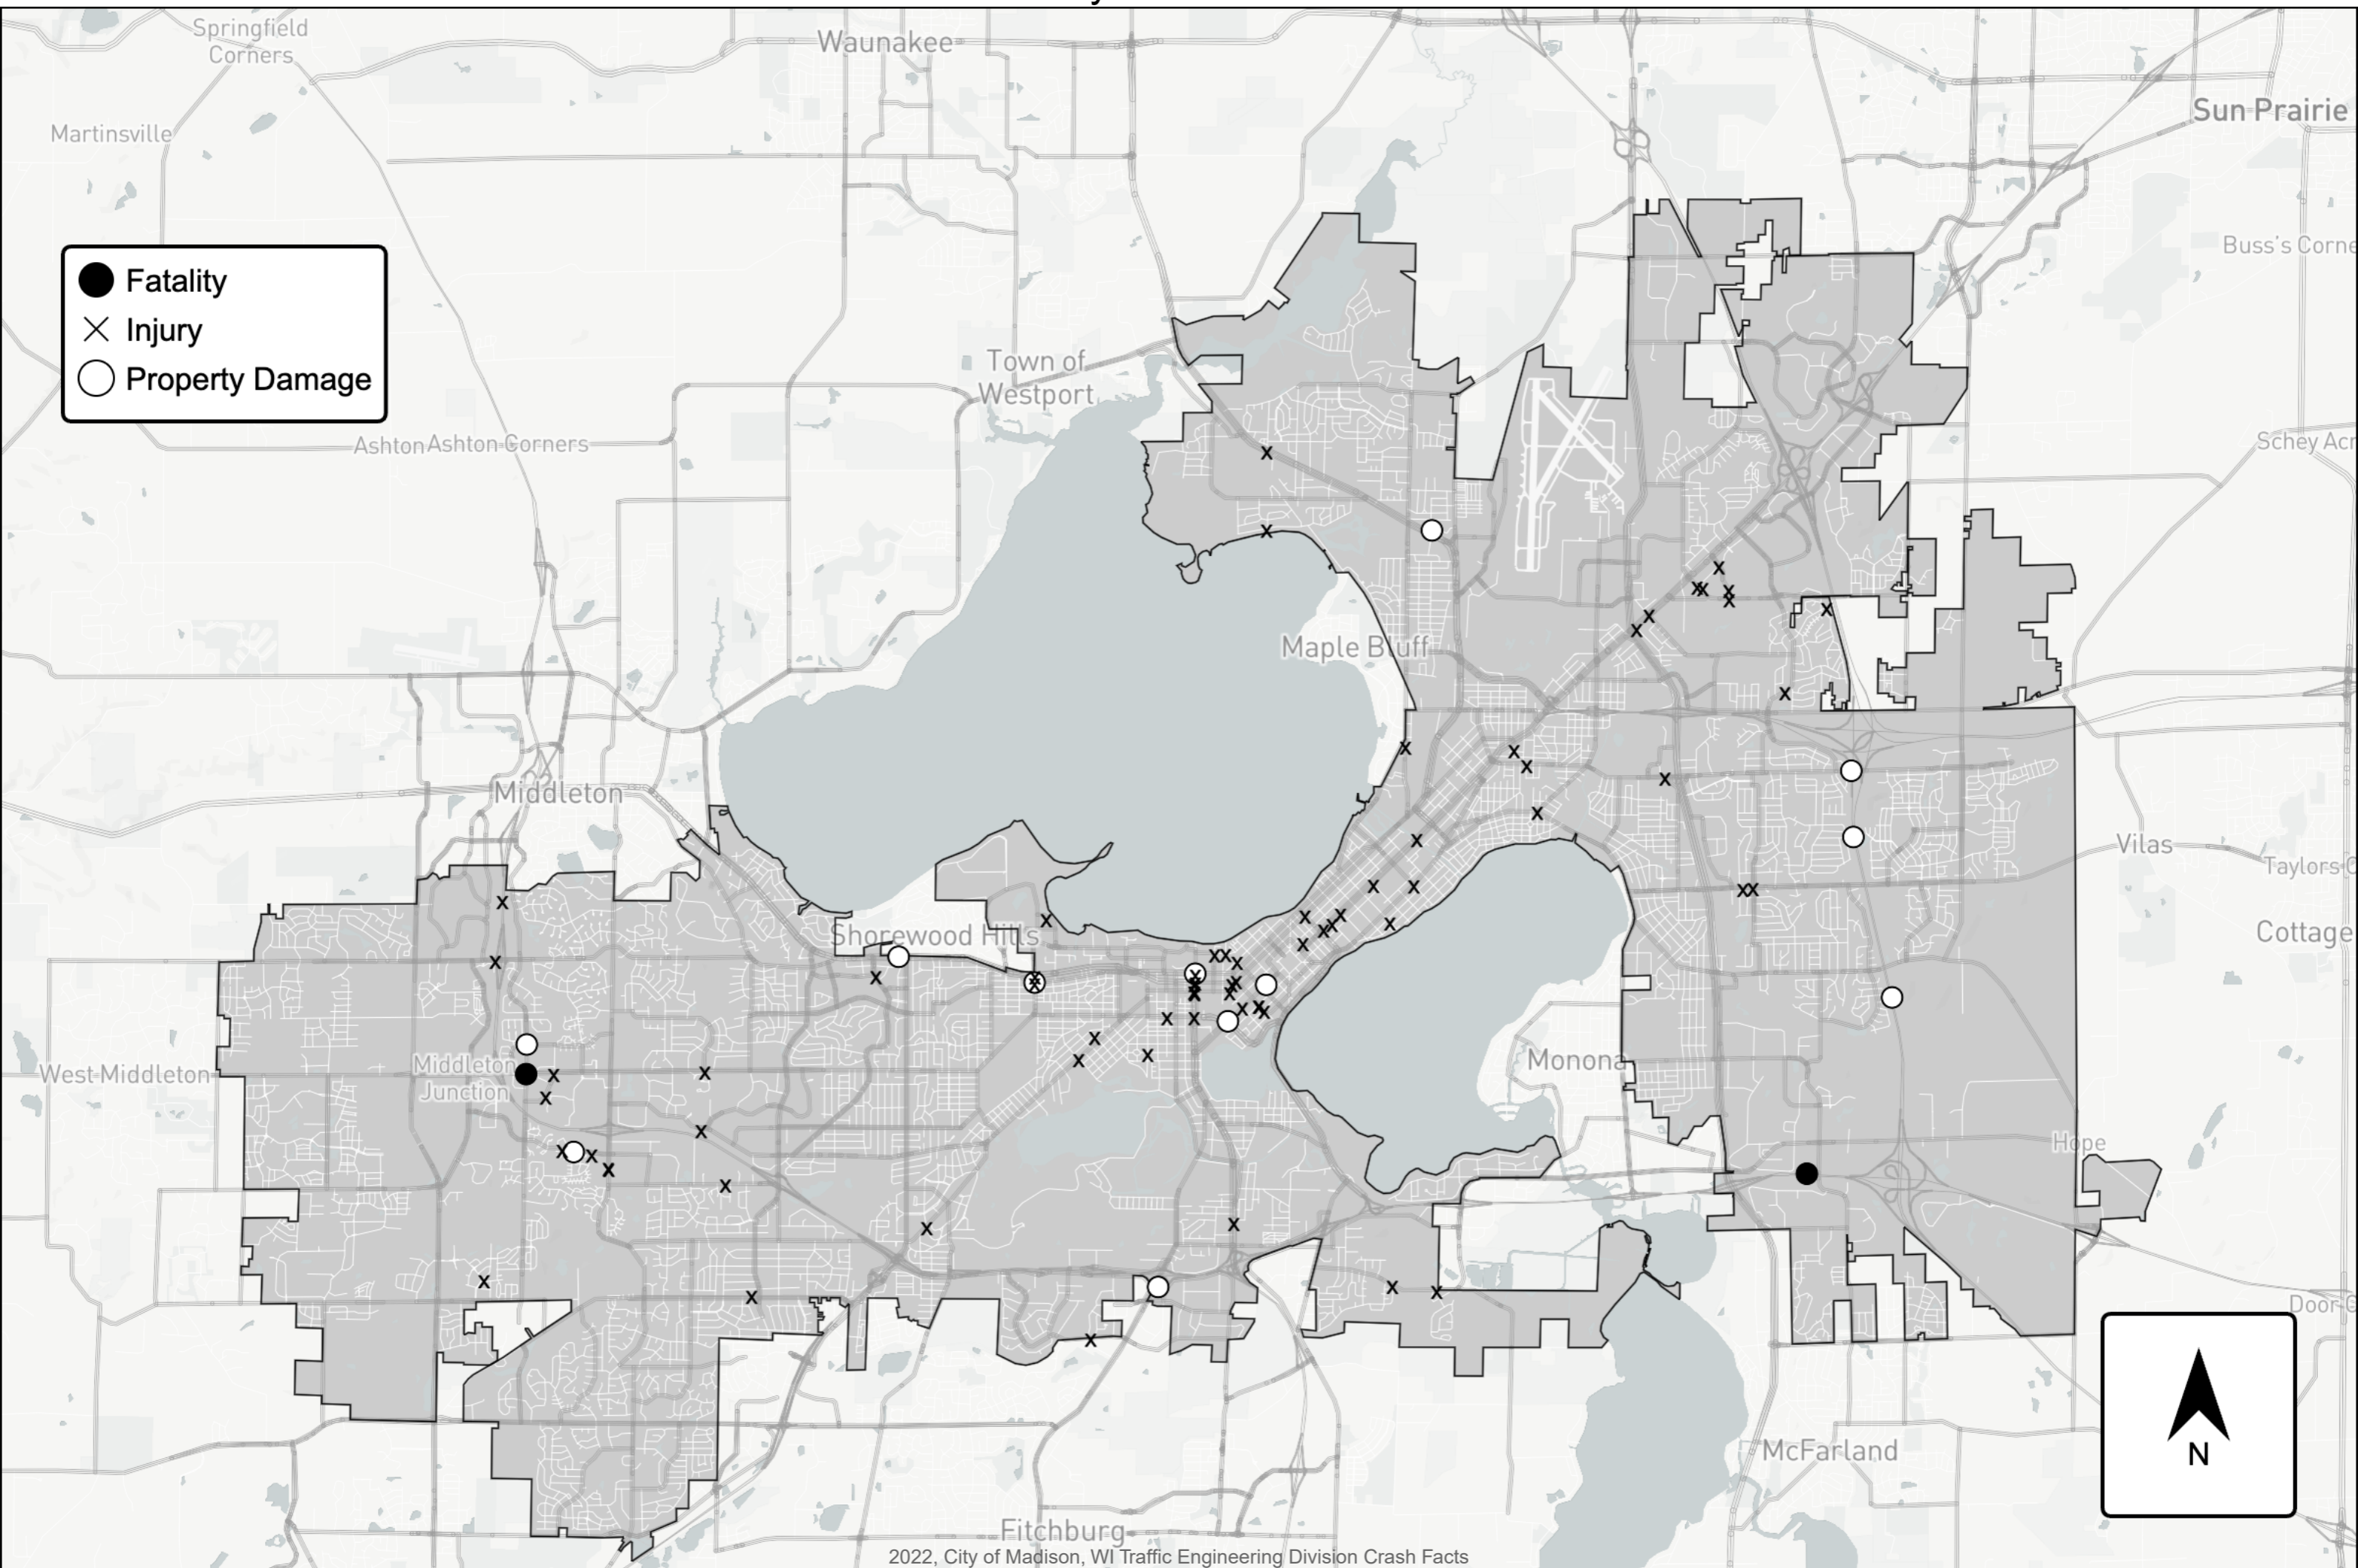 Springfield
Corners
Waunakee
Sun Prairie
Martinsville
Buss's Corne
Fatality
Injury
Property Damage
Town of
Westport
Ashton
Ashton Corners
Schey Acr
Maple Bluff
Middleton
Vilas
Taylors C
Shorewood Hills
Cottage
West Middleton
Middleton
Junction
Monona
Hope
Door C
N
McFarland
Fitchburg
2022, City of Madison, WI Traffic Engineering Division Crash Facts